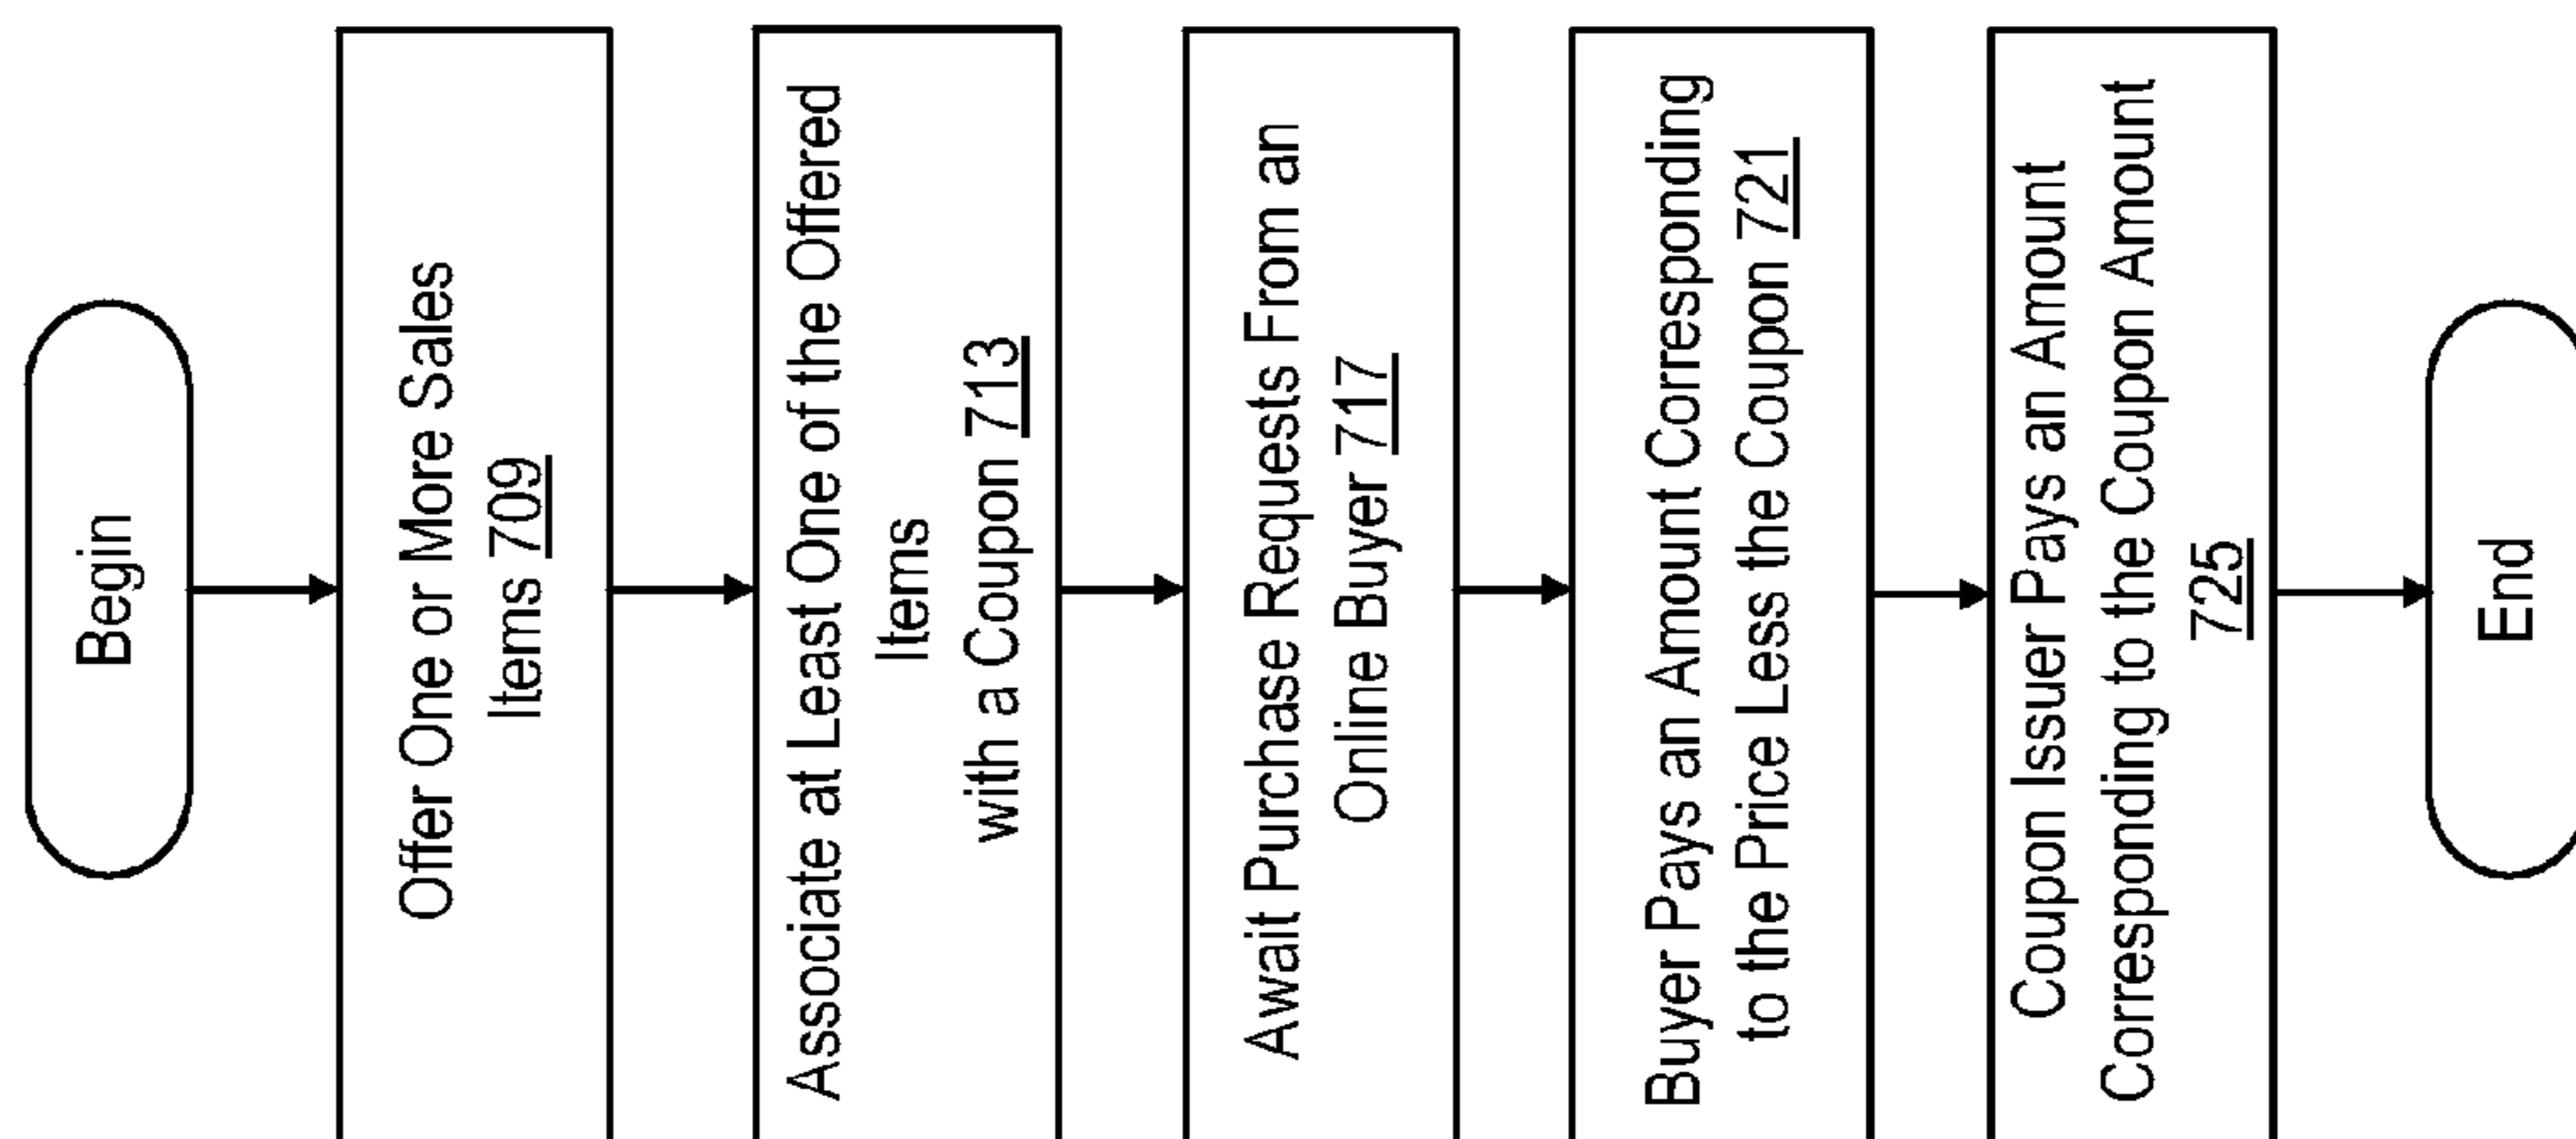 Begin
Offer One or More Sales
Items 709
Associate at Least One of the Offered
Items
with a Coupon 713
Await Purchase Requests From an
Online Buyer 717
Buyer Pays an Amount Corresponding
to the Price Less the Coupon 721
Coupon Issuer Pays an Amount
Corresponding to the Coupon Amount
725
End